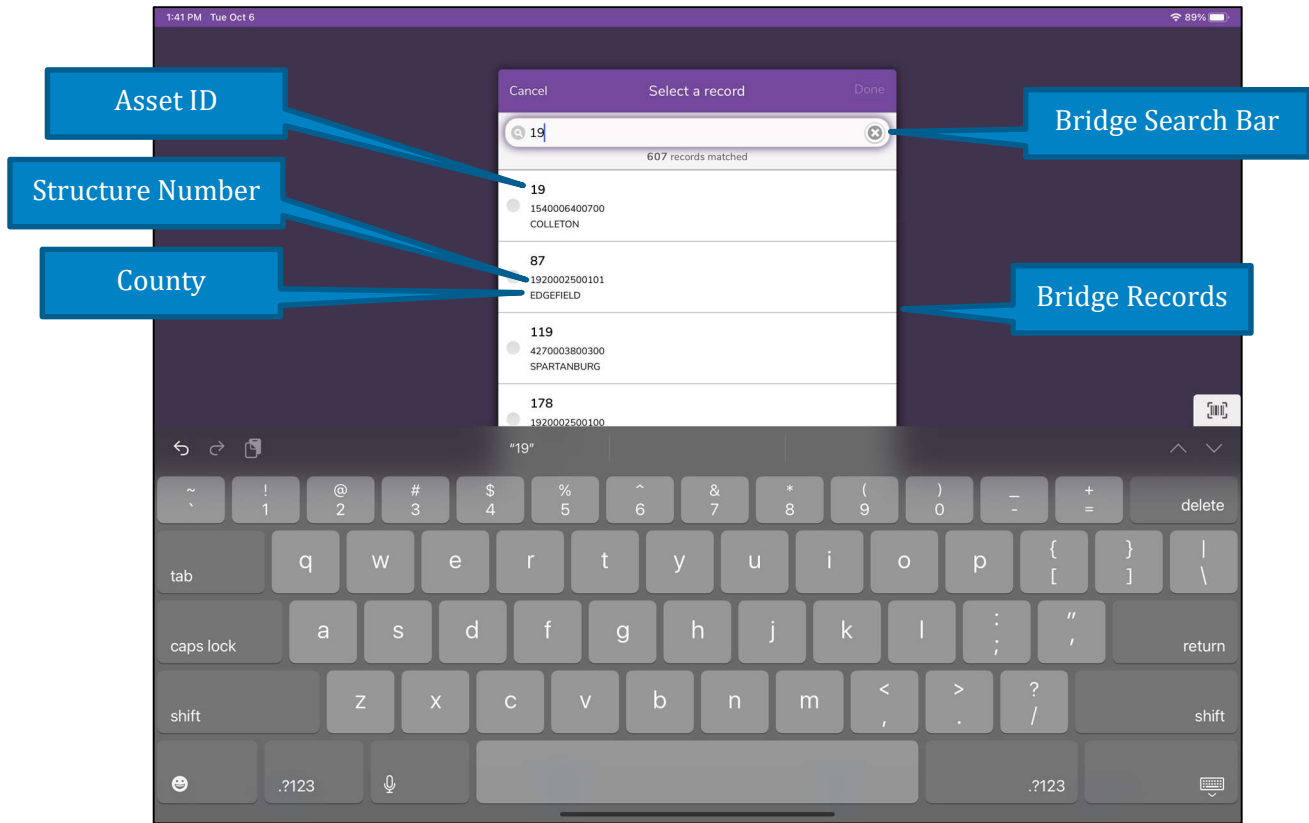 1:41 PM Tue Oct 6
89%
Asset ID
Structure Number
County
Bridge Search Bar
Bridge Records
Cancel Select a record Done
19
607 records matched
19
1540006400700
COLLETON
87
1920002500101
EDGEFIELD
119
4270003800300
SPARTANBURG
178
1920002500100
"19"
~ ! @ # $ % ^ & * ( ) _ +
` 1 2 3 4 5 6 7 8 9 0 - = delete
tab q w e r t y u i o p { } |
[ ] \
caps lock a s d f g h j k l : "
; ' return
shift z x c v b n m < > ?
, . / shift
.?123 .?123